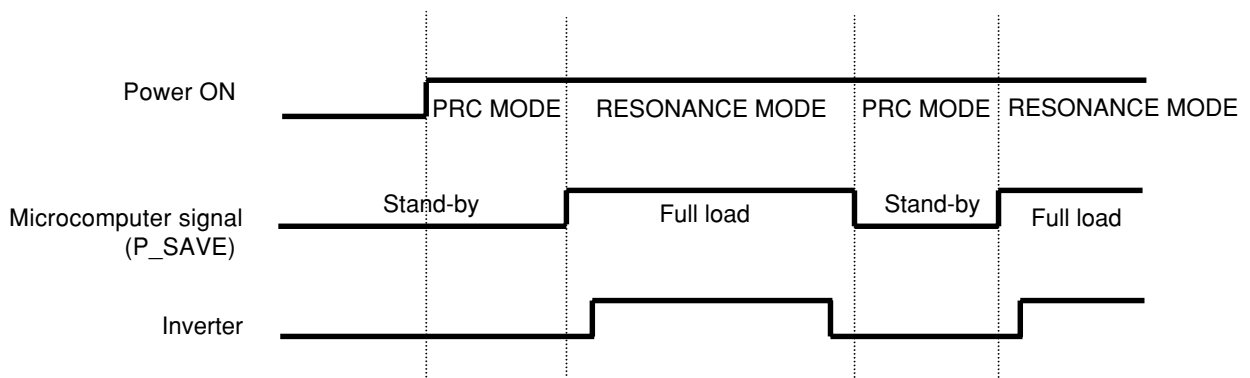 Power ON
PRC MODE
RESONANCE MODE
PRC MODE
RESONANCE MODE
Microcomputer signal
(P_SAVE)
Stand-by
Full load
Stand-by
Full load
Inverter